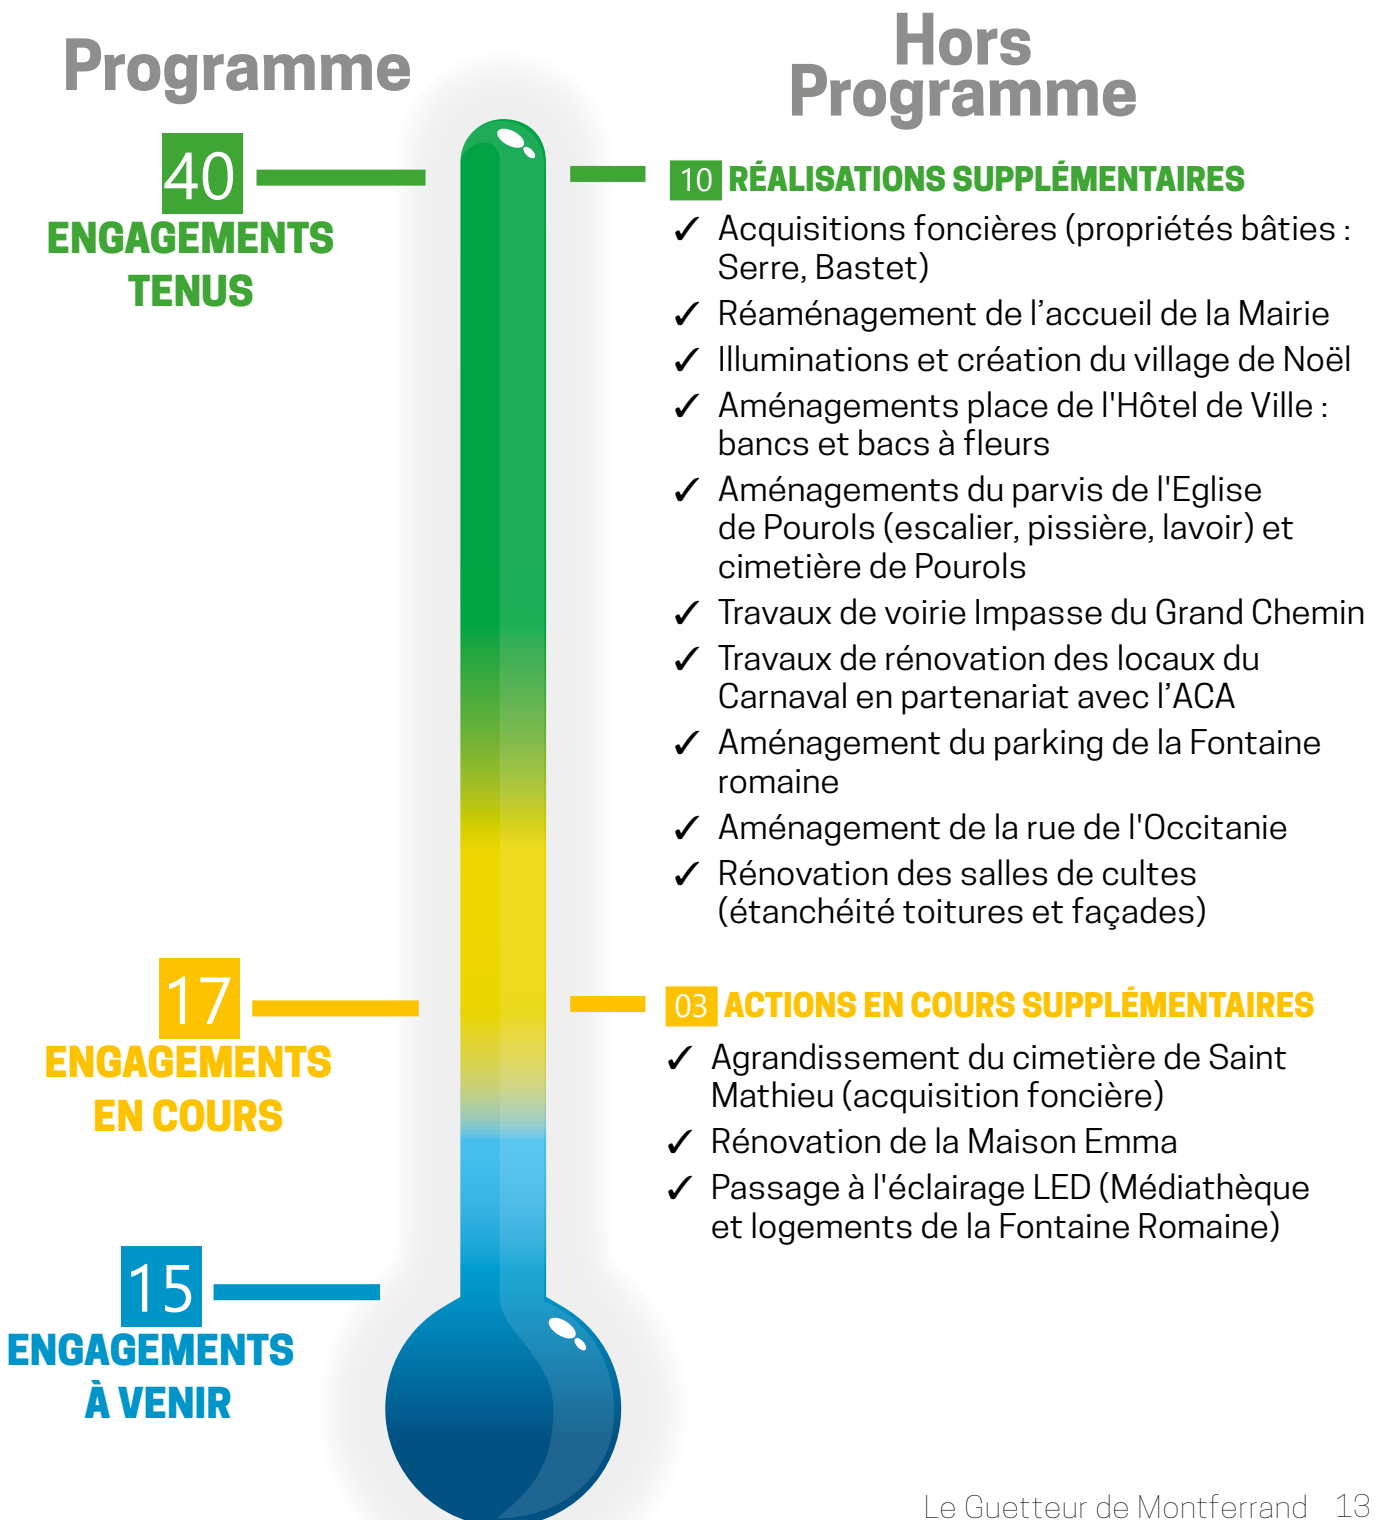 Programme
40
ENGAGEMENTS
TENUS
17
ENGAGEMENTS
EN COURS
15
ENGAGEMENTS
À VENIR
Hors
Programme
10 RÉALISATIONS SUPPLÉMENTAIRES
✓ Acquisitions foncières (propriétés bâties :
Serre, Bastet)
✓ Réaménagement de l’accueil de la Mairie
✓ Illuminations et création du village de Noël
✓ Aménagements place de l'Hôtel de Ville :
bancs et bacs à fleurs
✓ Aménagements du parvis de l'Eglise
de Pourols (escalier, pissière, lavoir) et
cimetière de Pourols
✓ Travaux de voirie Impasse du Grand Chemin
✓ Travaux de rénovation des locaux du
Carnaval en partenariat avec l’ACA
✓ Aménagement du parking de la Fontaine
romaine
✓ Aménagement de la rue de l'Occitanie
✓ Rénovation des salles de cultes
(étanchéité toitures et façades)
03 ACTIONS EN COURS SUPPLÉMENTAIRES
✓ Agrandissement du cimetière de Saint
Mathieu (acquisition foncière)
✓ Rénovation de la Maison Emma
✓ Passage à l'éclairage LED (Médiathèque
et logements de la Fontaine Romaine)
Le Guetteur de Montferrand 13